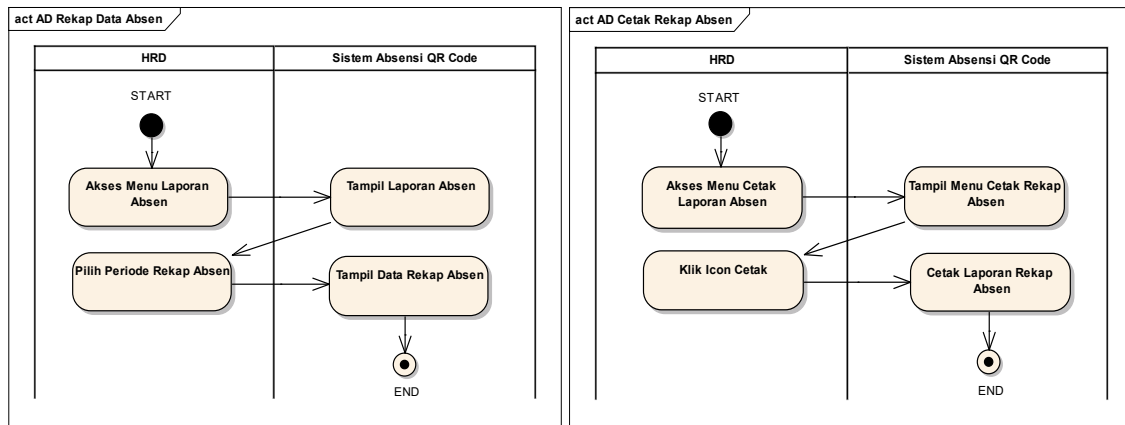 act AD Rekap Data Absen
HRD
Sistem Absensi QR Code
START
Akses Menu Laporan
Absen
Tampil Laporan Absen
Pilih Periode Rekap Absen
Tampil Data Rekap Absen
END
act AD Cetak Rekap Absen
HRD
Sistem Absensi QR Code
START
Akses Menu Cetak
Laporan Absen
Tampil Menu Cetak Rekap
Absen
Klik Icon Cetak
Cetak Laporan Rekap
Absen
END